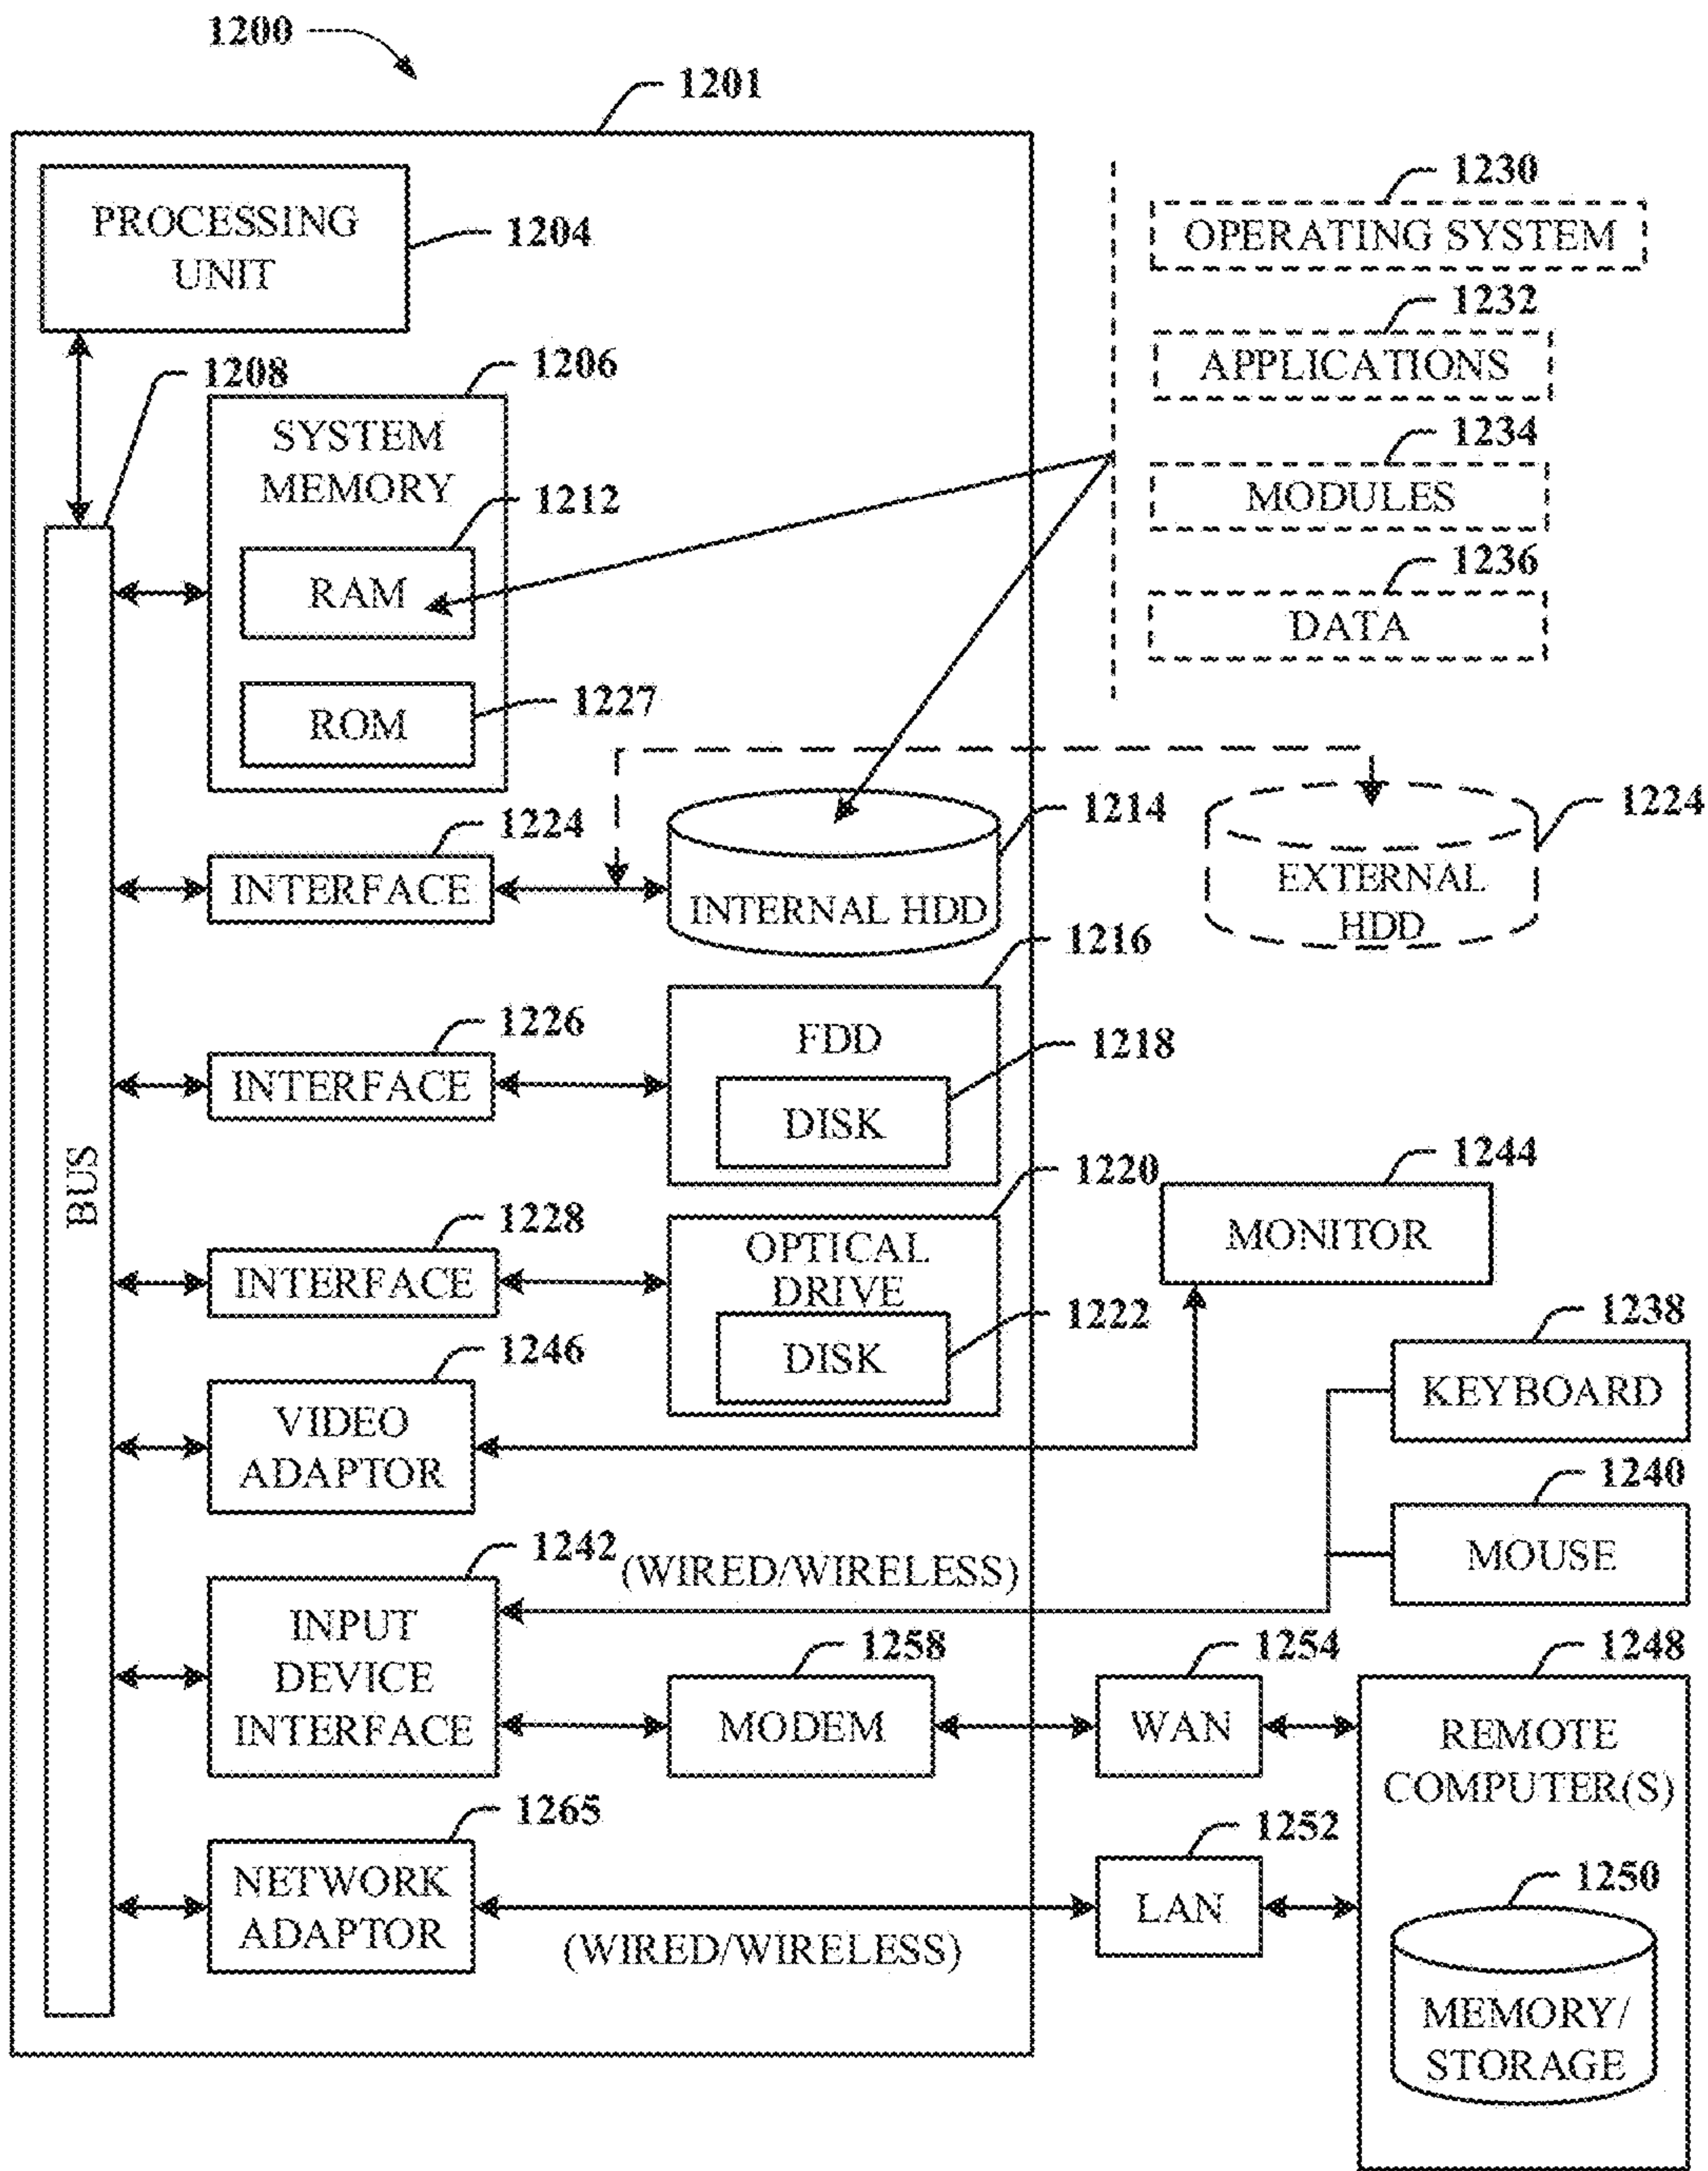 1200
1201
PROCESSING
UNIT
1204
1230
OPERATING SYSTEM
1232
APPLICATIONS
1234
MODULES
1236
DATA
1208
1206
SYSTEM
MEMORY
1212
RAM
1227
ROM
1224
INTERFACE
1214
INTERNAL HDD
1224
EXTERNAL
HDD
1226
INTERFACE
1216
FDD
1218
DISK
BUS
1228
INTERFACE
1220
OPTICAL
DRIVE
1222
DISK
1244
MONITOR
1246
VIDEO
ADAPTOR
1238
KEYBOARD
1240
MOUSE
1242
(WIRED/WIRELESS)
INPUT
DEVICE
INTERFACE
1258
MODEM
1254
WAN
1248
REMOTE
COMPUTER(S)
1265
NETWORK
ADAPTOR
(WIRED/WIRELESS)
1252
LAN
1250
MEMORY/
STORAGE